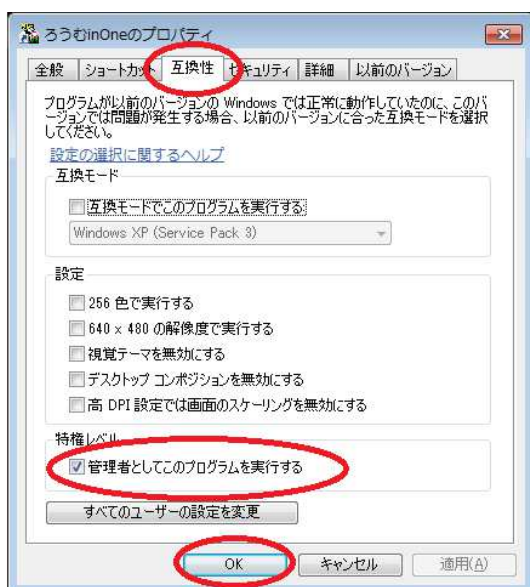 ろうむinOneのプロパティ
全般 ショートカット 互換性 セキュリティ 詳細 以前のバージョン
プログラムが以前のバージョンの Windows では正常に動作していたのに、このバ
ージョンでは問題が発生する場合、以前のバージョンに合った互換モードを選択
してください。
設定の選択に関するヘルプ
互換モード
互換モードでこのプログラムを実行する
Windows XP (Service Pack 3)
設定
256 色で実行する
640 x 480 の解像度で実行する
視覚テーマを無効にする
デスクトップ コンポジションを無効にする
高 DPI 設定では画面のスケーリングを無効にする
特権レベル
管理者としてこのプログラムを実行する
すべてのユーザーの設定を変更
OK キャンセル 適用(A)